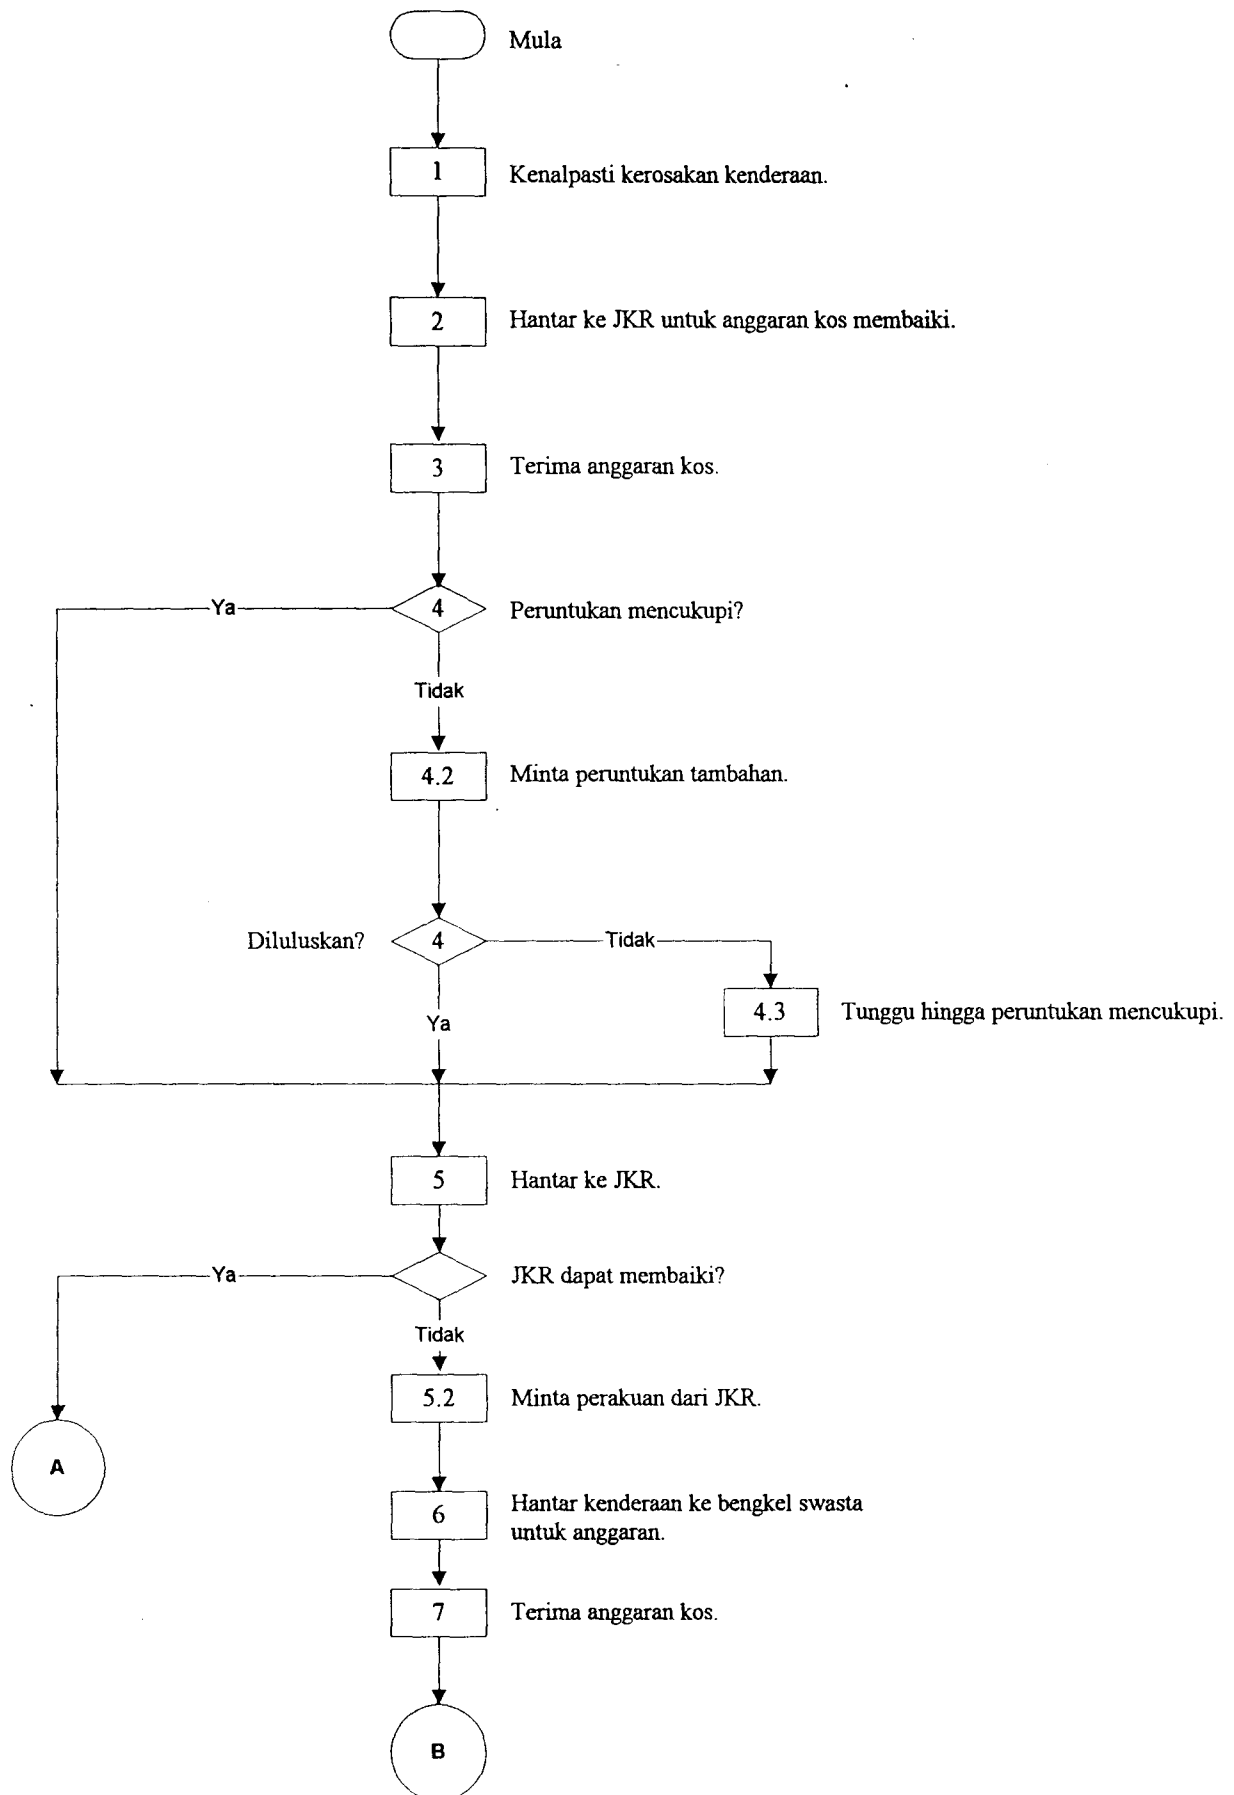 Mula
1
Kenalpasti kerosakan kenderaan.
2
Hantar ke JKR untuk anggaran kos membaiki.
3
Terima anggaran kos.
Ya
4
Peruntukan mencukupi?
Tidak
4.2
Minta peruntukan tambahan.
Diluluskan?
4
Tidak
4.3
Tunggu hingga peruntukan mencukupi.
Ya
5
Hantar ke JKR.
Ya
JKR dapat membaiki?
Tidak
5.2
Minta perakuan dari JKR.
A
6
Hantar kenderaan ke bengkel swasta
untuk anggaran.
7
Terima anggaran kos.
B